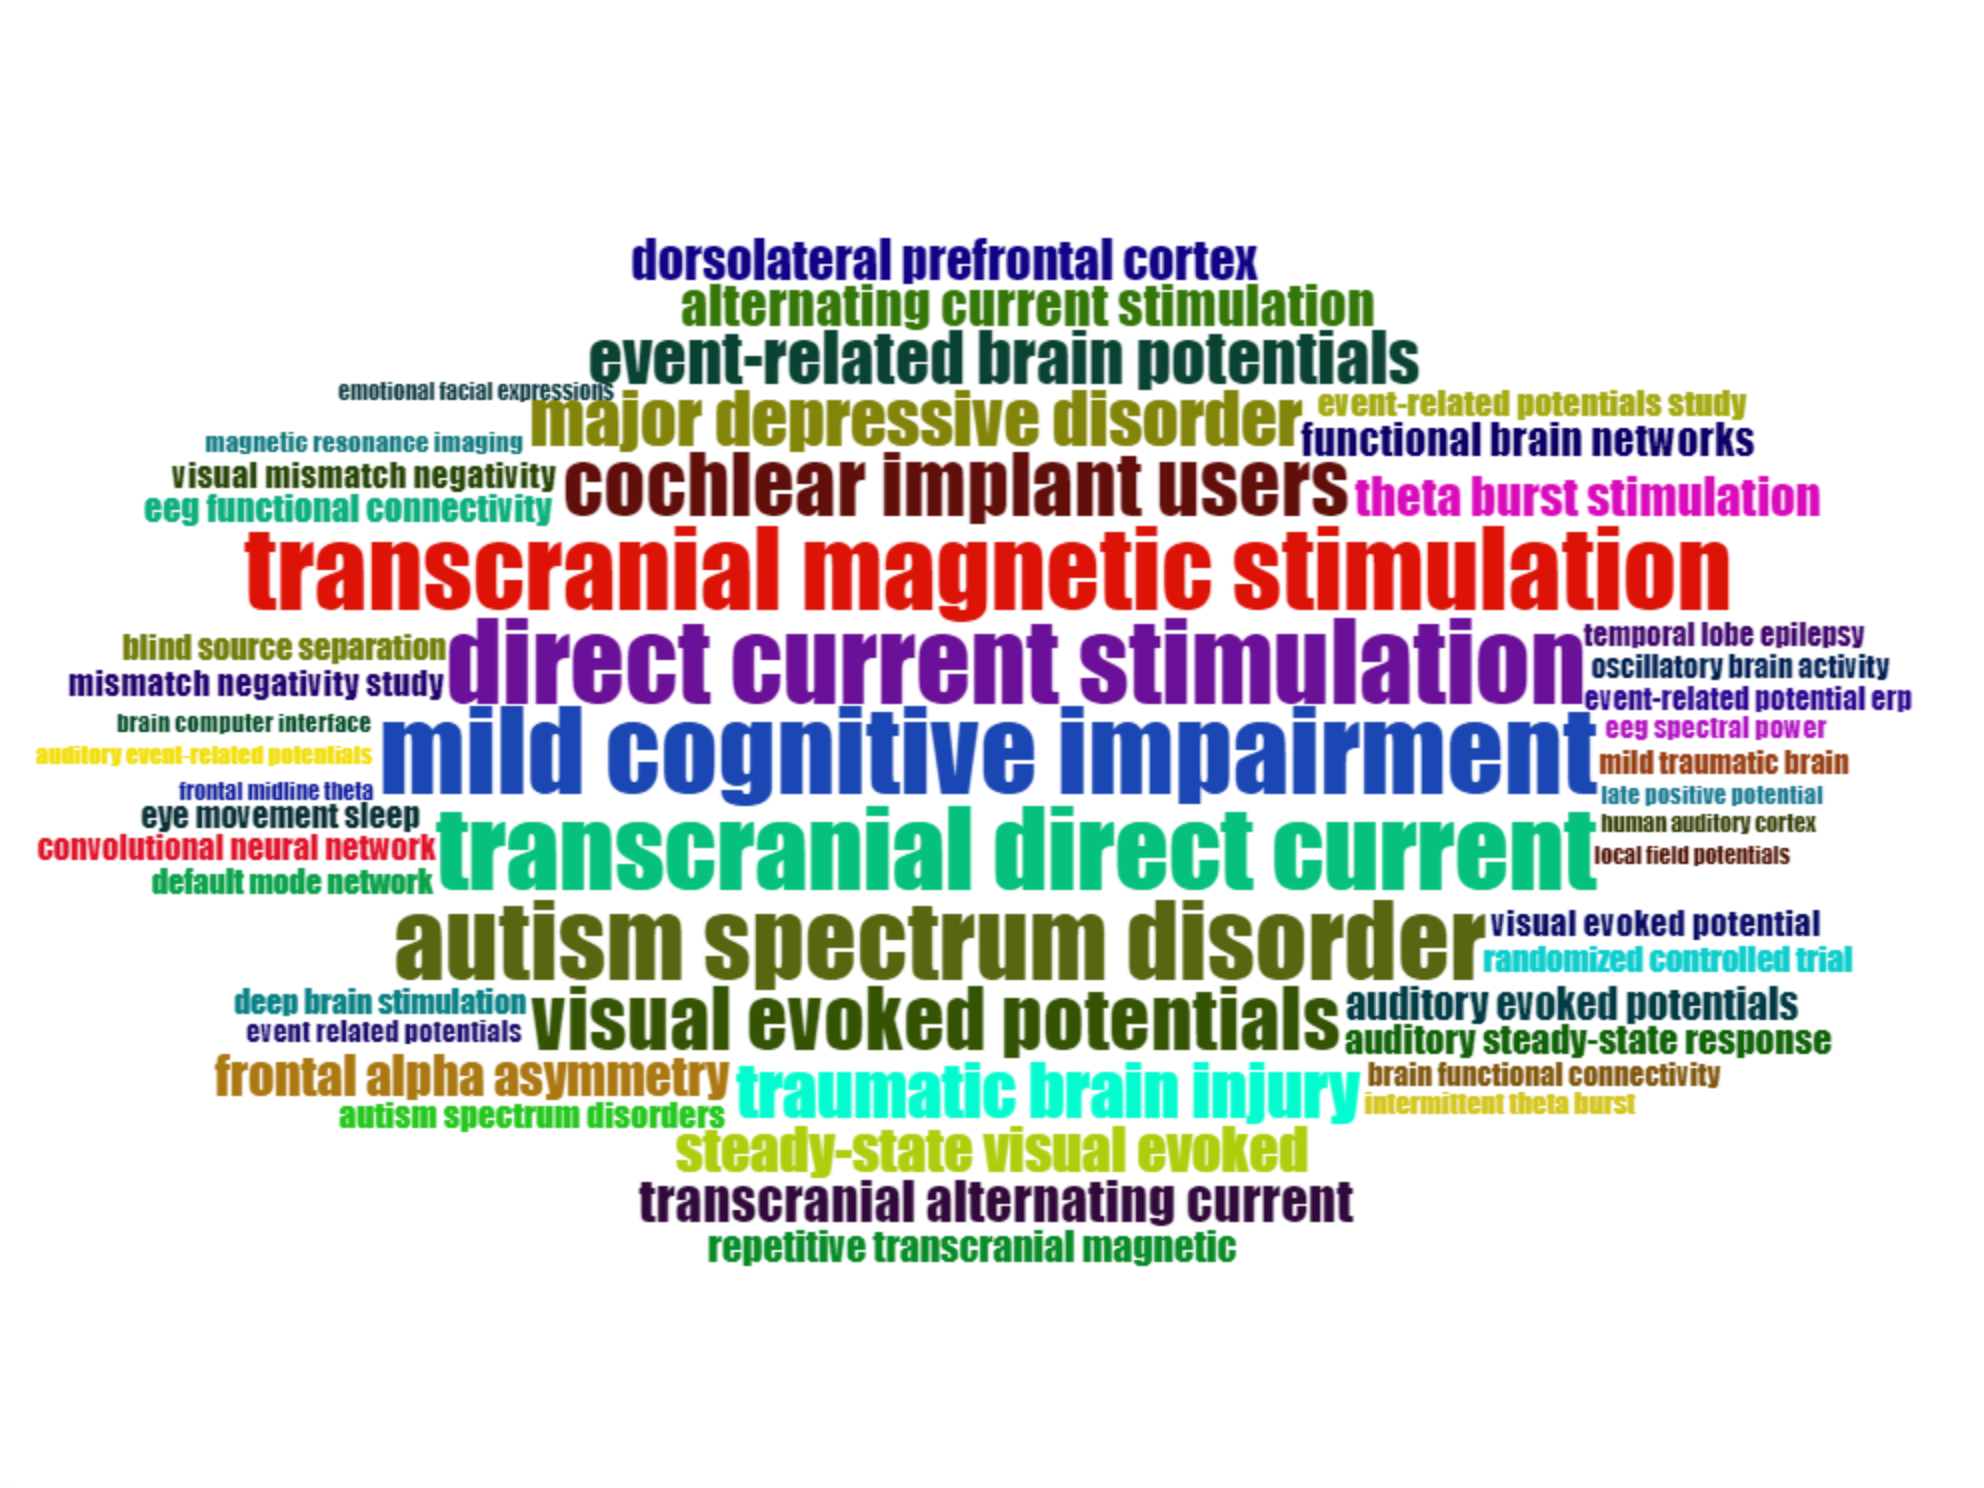 dorsolateral prefrontal cortex
alternating current stimulation
event-related brain potentials
emotional facial expressions
major depressive disorder
event-related potentials study
functional brain networks
magnetic resonance imaging
visual mismatch negativity
eeg functional connectivity
cochlear implant users
theta burst stimulation
transcranial magnetic stimulation
blind source separation
mismatch negativity study
direct current stimulation
temporal lobe epilepsy
oscillatory brain activity
event-related potential erp
brain computer interface
auditory event-related potentials
frontal midline theta
mild cognitive impairment
eeg spectral power
mild traumatic brain
late positive potential
eye movement sleep
convolutional neural network
default mode network
transcranial direct current
human auditory cortex
local field potentials
autism spectrum disorder
visual evoked potential
randomized controlled trial
deep brain stimulation
event related potentials
visual evoked potentials
auditory evoked potentials
auditory steady-state response
frontal alpha asymmetry
autism spectrum disorders
traumatic brain injury
brain functional connectivity
intermittent theta burst
steady-state visual evoked
transcranial alternating current
repetitive transcranial magnetic